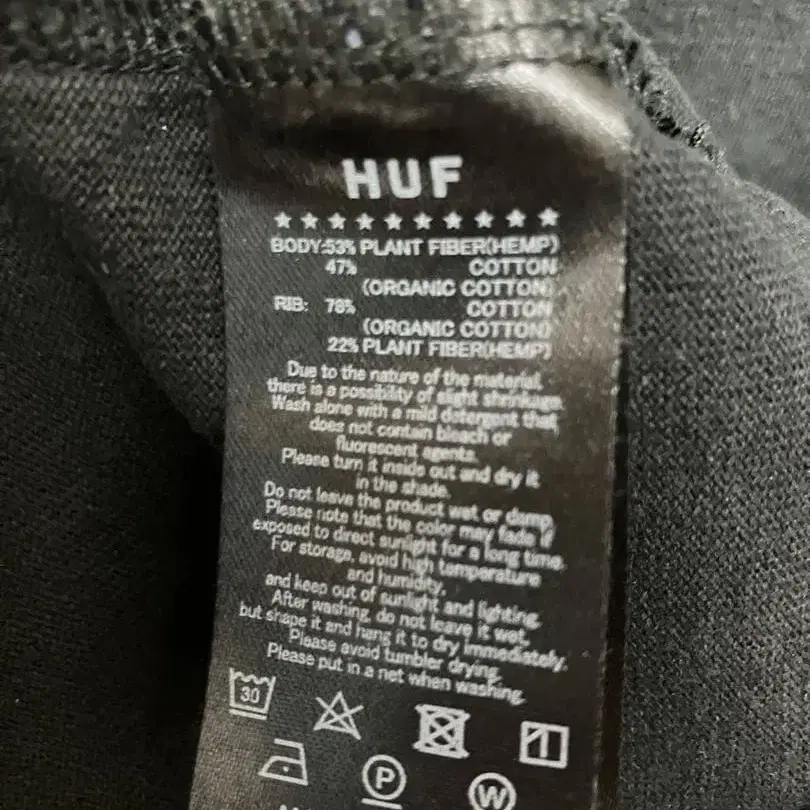 HUF
★★★★★★★★★★
BODY:53% PLANT FIBER(HEMP)
47% COTTON
(ORGANIC COTTON)
RIB: 78% COTTON
(ORGANIC COTTON)
22% PLANT FIBER(HEMP)
Due to the nature of the material,
there is a possibility of slight shrinkage.
Wash alone with a mild detergent that
does not contain bleach or
fluorescent agents.
Please turn it inside out and dry it
in the shade.
Do not leave the product wet or damp.
Please note that the color may fade if
exposed to direct sunlight for a long time.
For storage, avoid high temperature
and humidity,
and keep out of sunlight and lighting.
After washing, do not leave it wet,
but shape it and hang it to dry immediately.
Please avoid tumbler drying.
Please put in a net when washing.
30
P
W